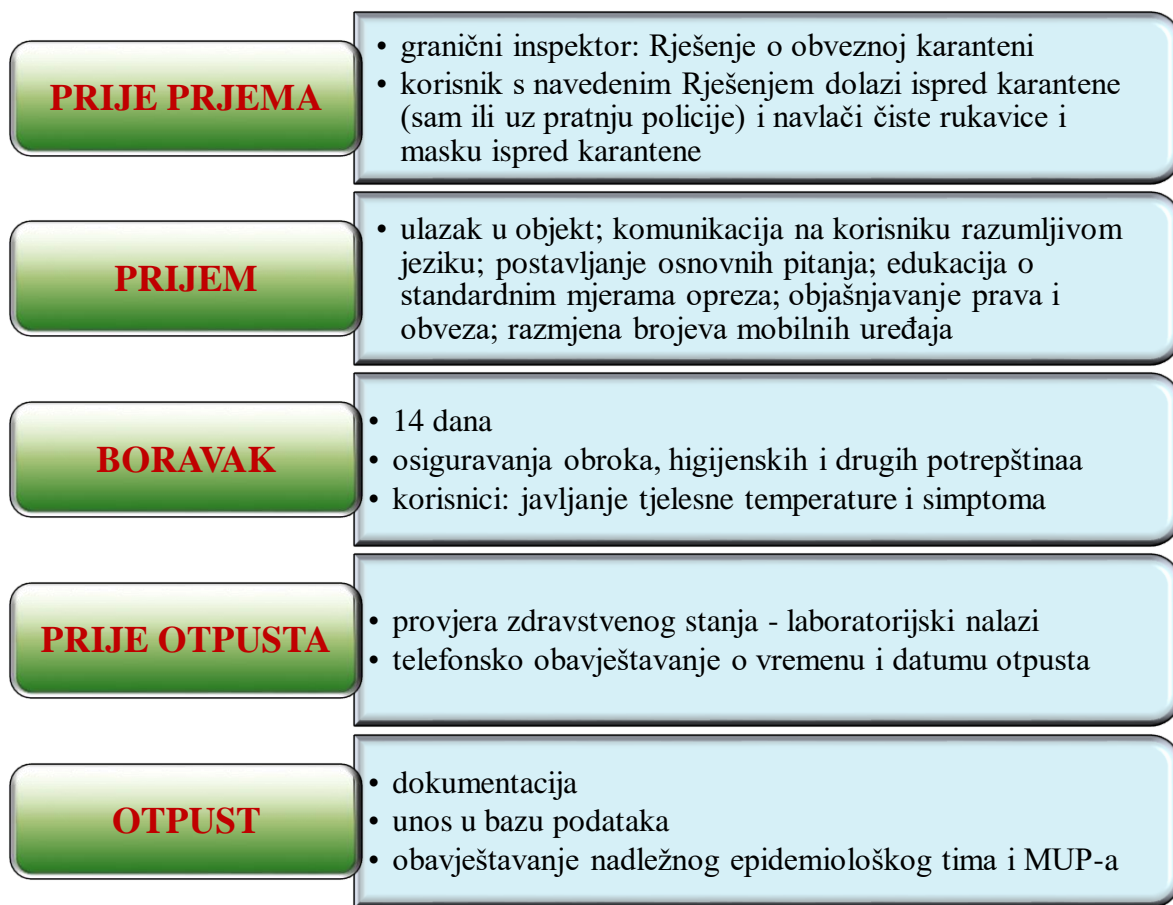 PRIJE PRJEMA
• granični inspektor: Rješenje o obveznoj karanteni
• korisnik s navedenim Rješenjem dolazi ispred karantene
(sam ili uz pratnju policije) i navlači čiste rukavice i
masku ispred karantene
PRIJEM
• ulazak u objekt; komunikacija na korisniku razumljivom
jeziku; postavljanje osnovnih pitanja; edukacija o
standardnim mjerama opreza; objašnjavanje prava i
obveza; razmjena brojeva mobilnih uređaja
BORAVAK
• 14 dana
• osiguravanja obroka, higijenskih i drugih potrepštinaa
• korisnici: javljanje tjelesne temperature i simptoma
PRIJE OTPUSTA
• provjera zdravstvenog stanja - laboratorijski nalazi
• telefonsko obavještavanje o vremenu i datumu otpusta
OTPUST
• dokumentacija
• unos u bazu podataka
• obavještavanje nadležnog epidemiološkog tima i MUP-a